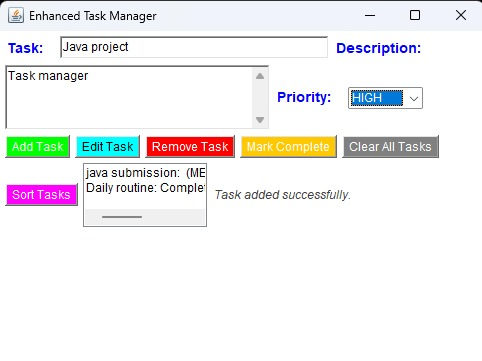 Enhanced Task Manager
Task: Java project Description:
Task manager
Priority: HIGH
Add Task Edit Task Remove Task Mark Complete Clear All Tasks
Sort Tasks
java submission: (ME
Daily routine: Complet
Task added successfully.